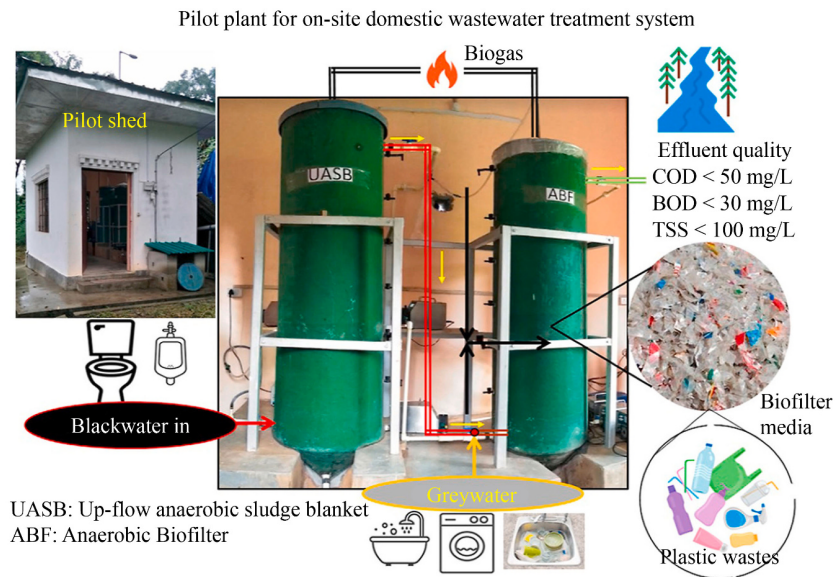 Pilot plant for on-site domestic wastewater treatment system
Biogas
Pilot shed
UASB
ABF
Effluent quality
COD < 50 mg/L
BOD < 30 mg/L
TSS < 100 mg/L
Blackwater in
Biofilter
media
Greywater
UASB: Up-flow anaerobic sludge blanket
ABF: Anaerobic Biofilter
Plastic wastes